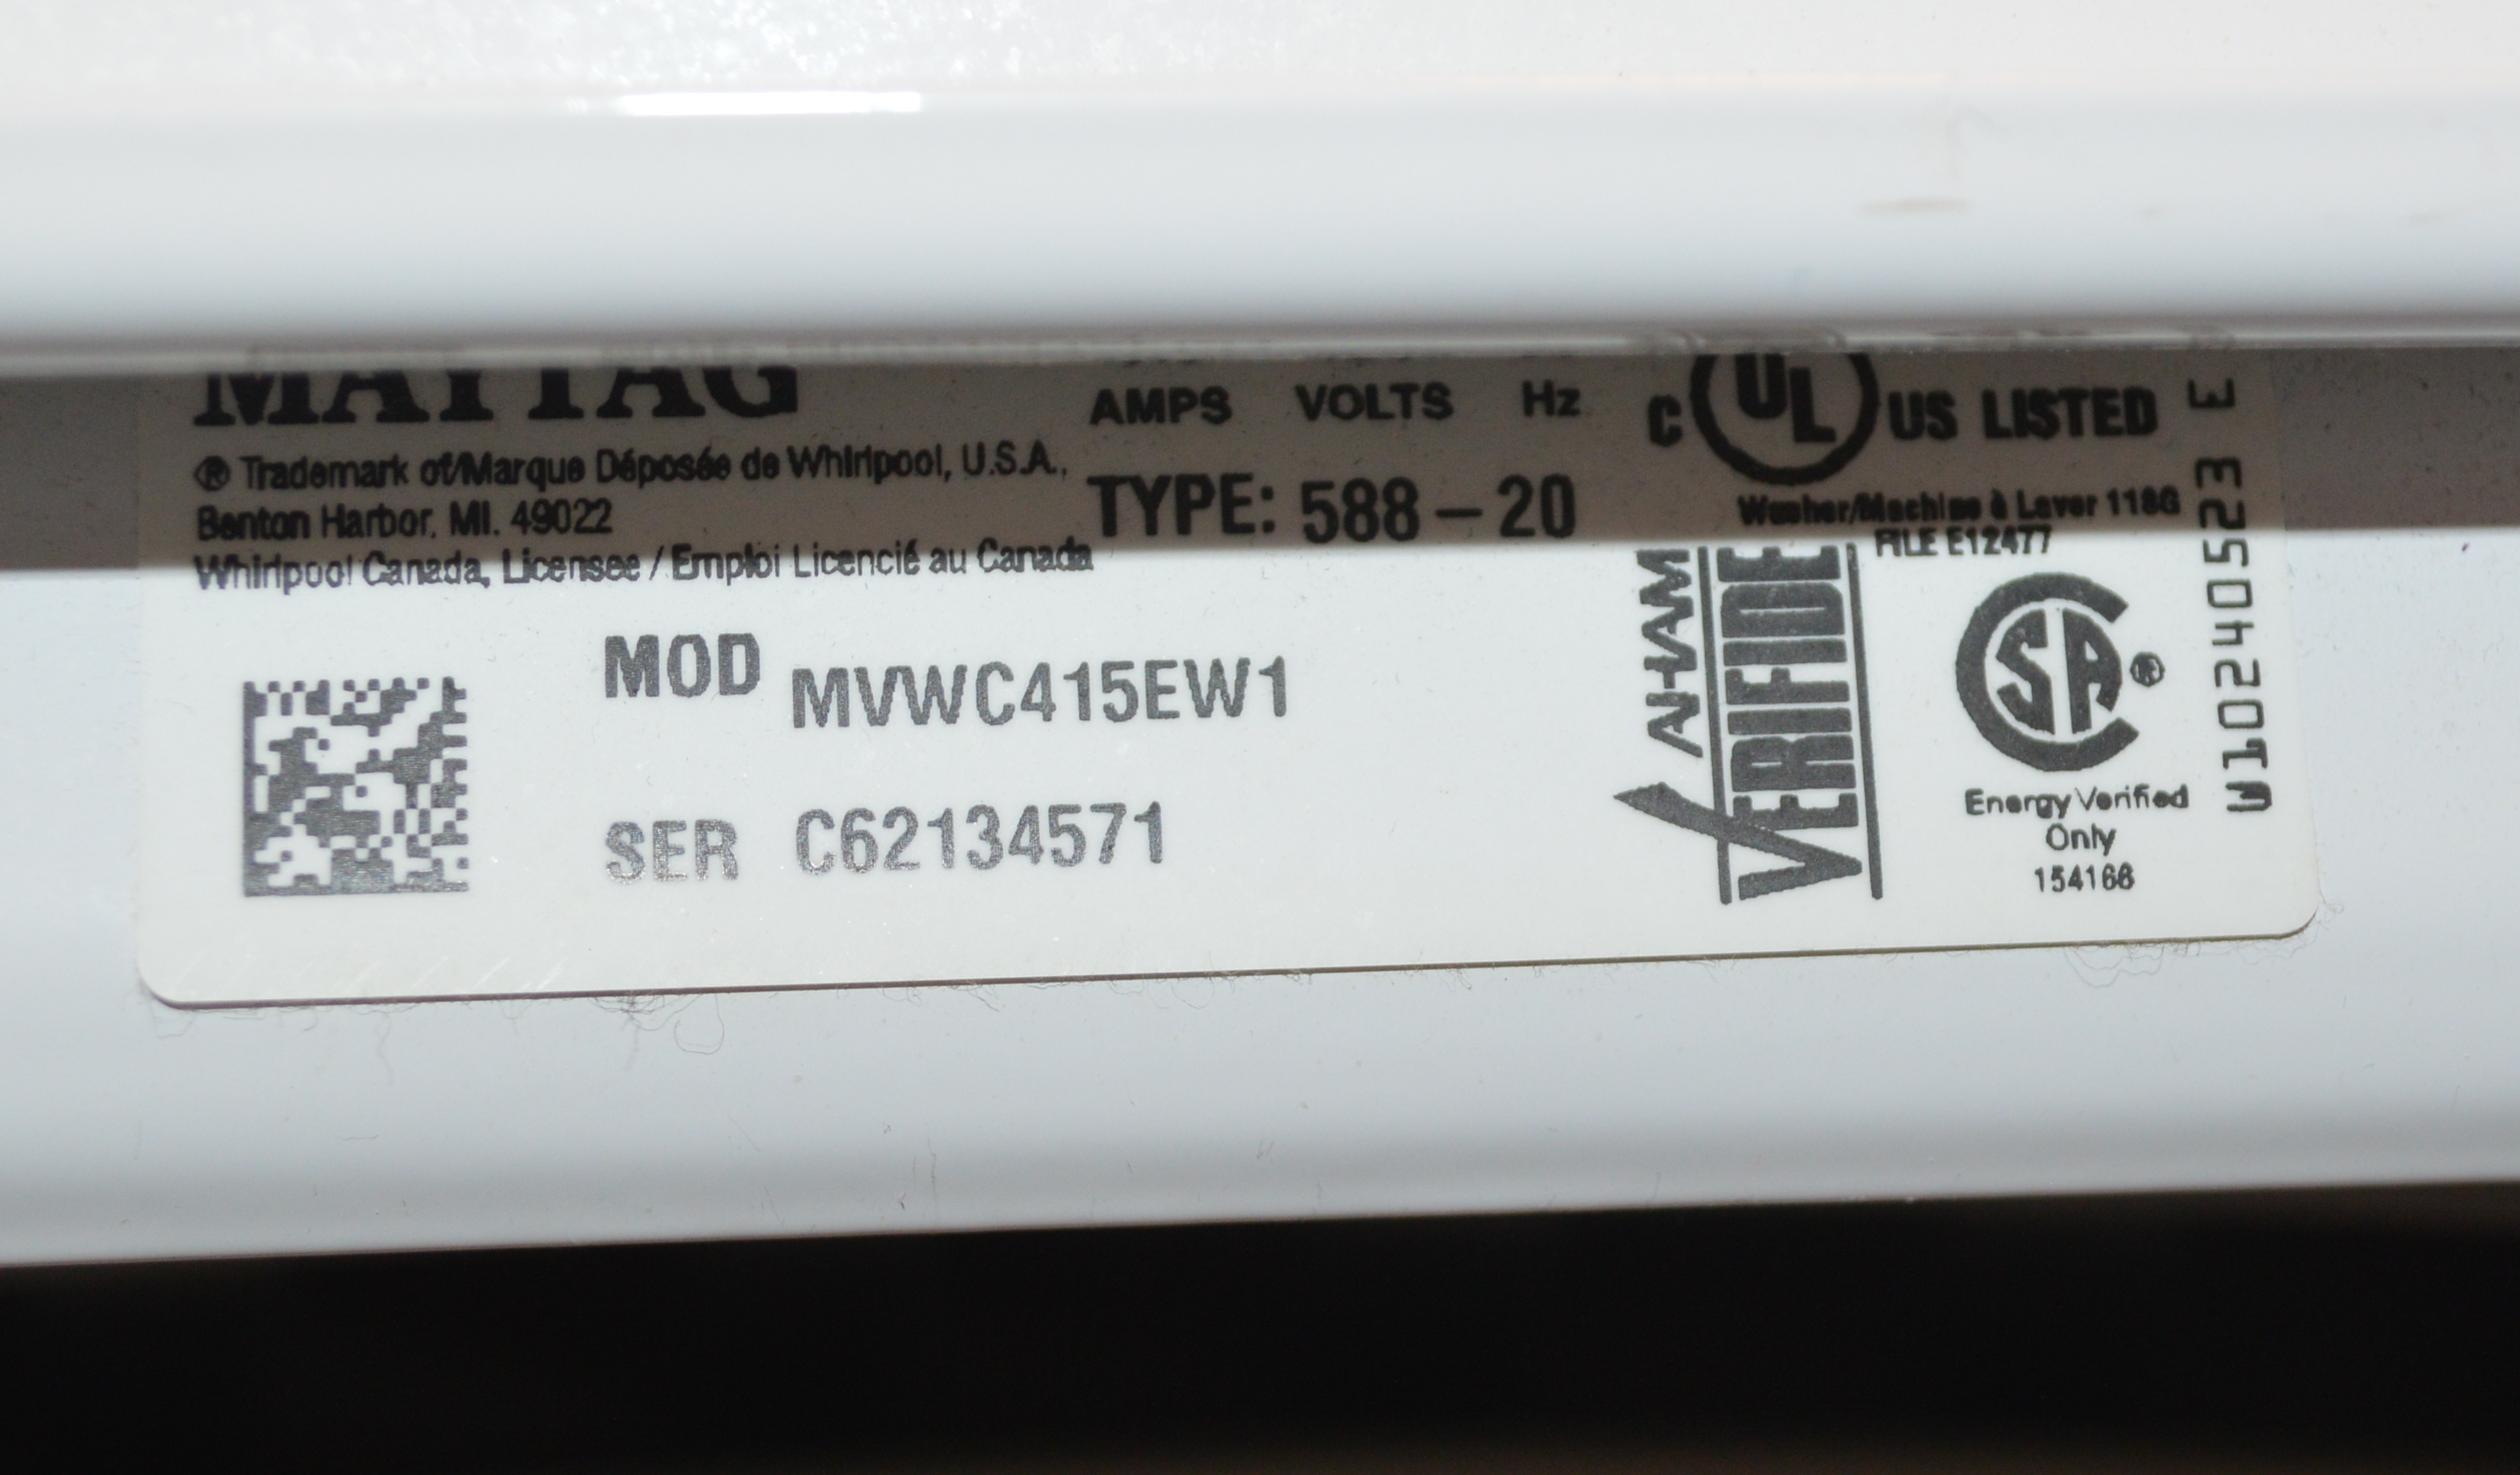 MAYTAG
® Trademark of/Marque Déposée de Whirlpool, U.S.A.,
Benton Harbor, MI. 49022
Whirlpool Canada, Licensee / Emploi Licencié au Canada
AMPS VOLTS Hz
TYPE: 588-20
C UL US LISTED
Washer/Machine à Laver 118G
FILE E12477
MOD MVWC415EW1
SER C62134571
AHAM
VERIFIDE
CSA ®
Energy Verified
Only
154166
W10240523 E